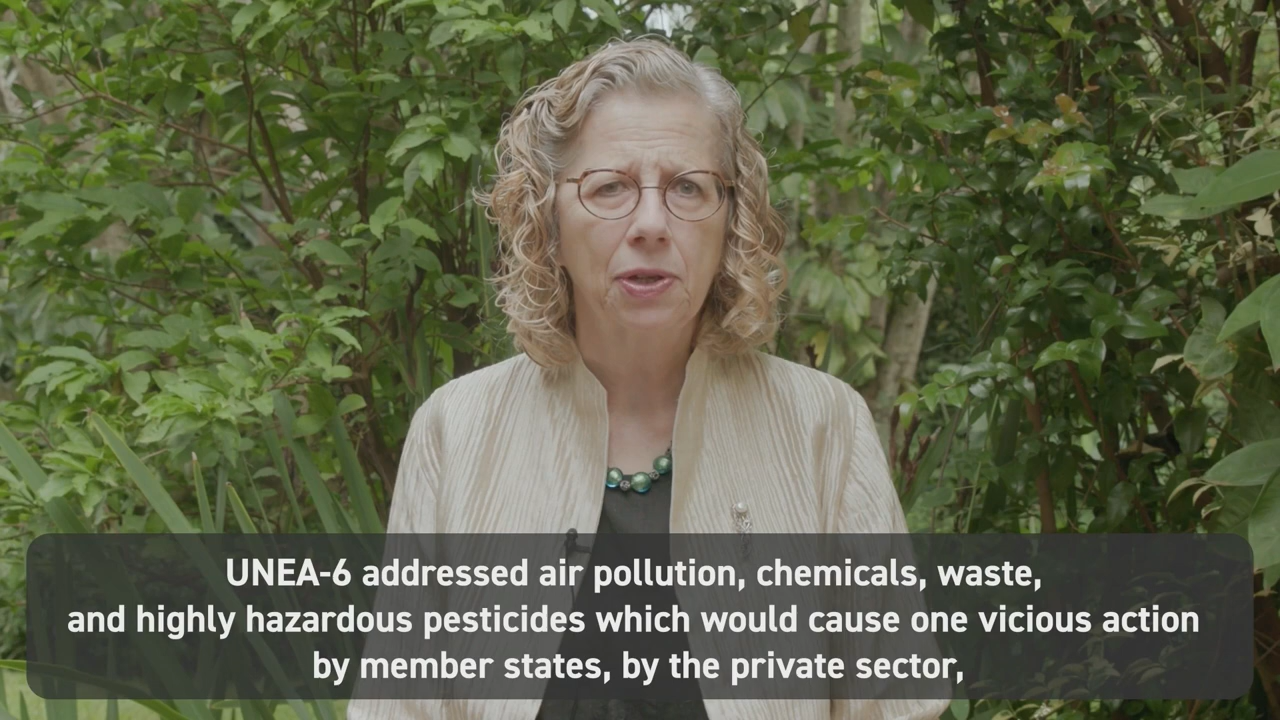 UNEA-6 addressed air pollution, chemicals, waste,
and highly hazardous pesticides which would cause one vicious action
by member states, by the private sector,